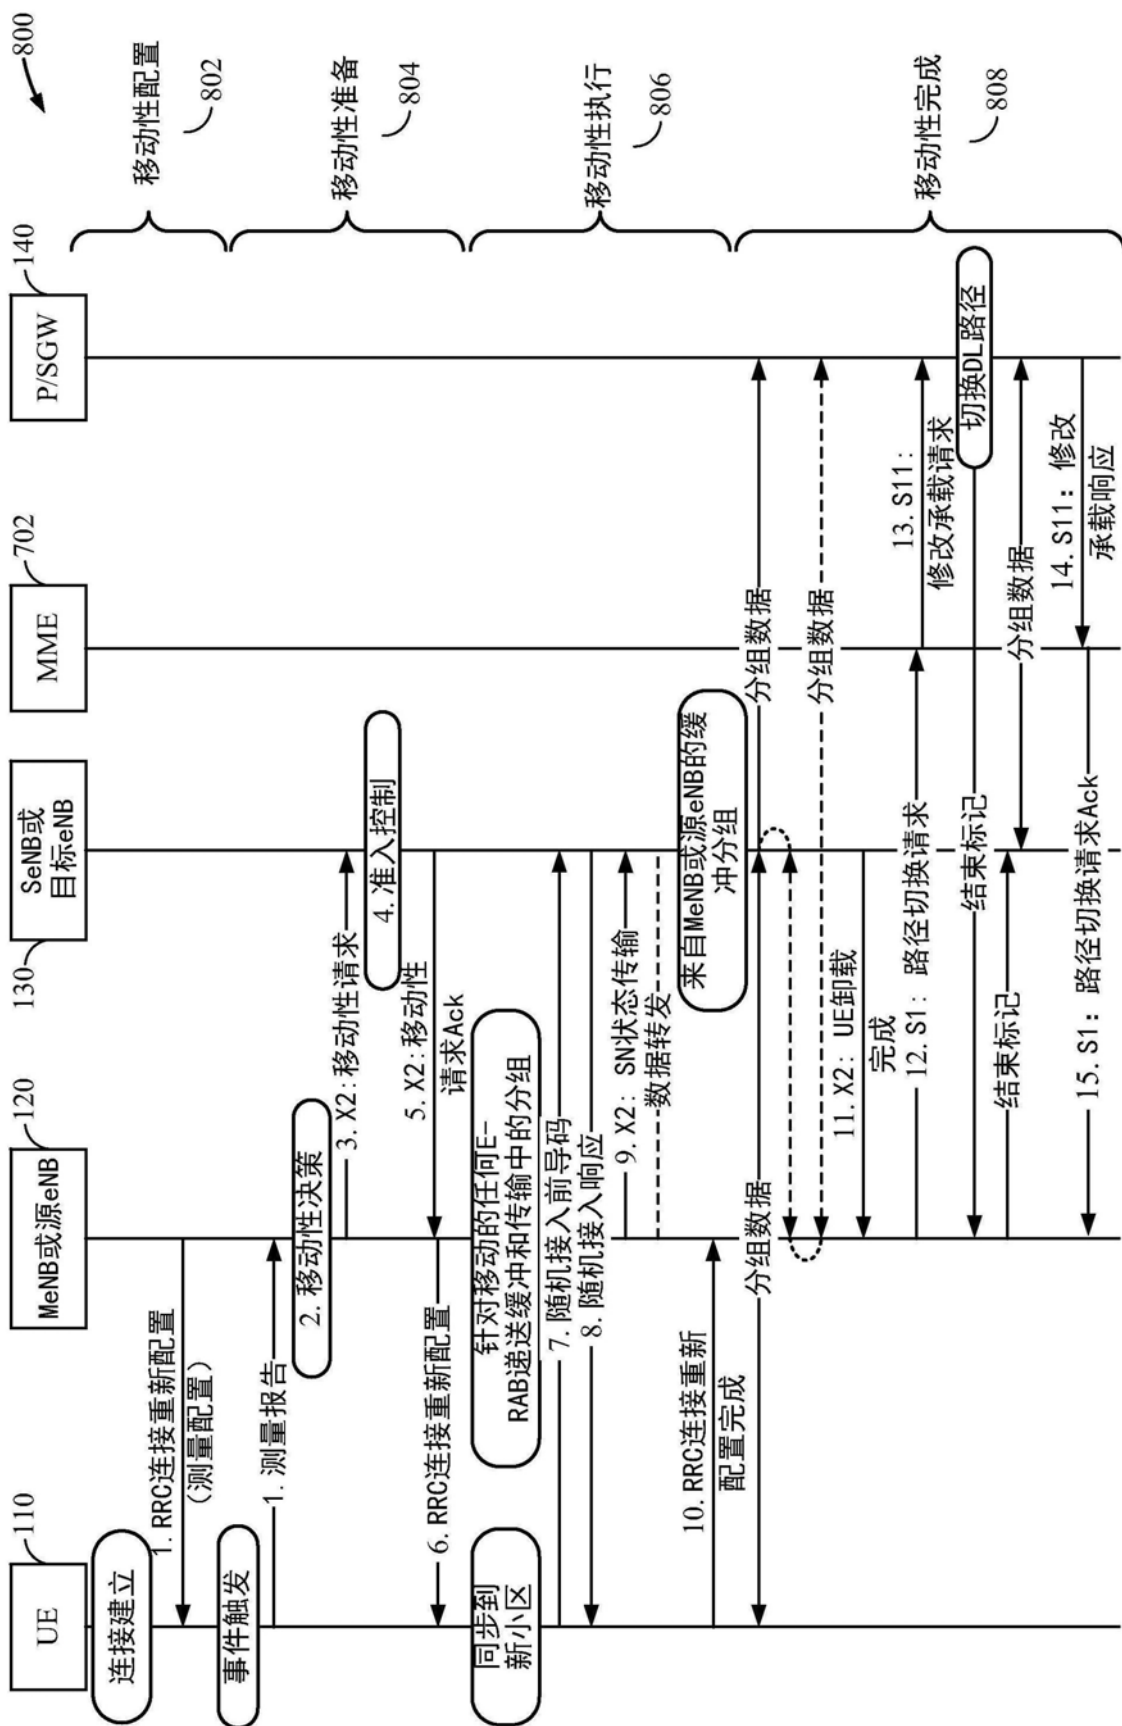 800
UE
110
MeNB或源eNB
120
SeNB或
目标eNB
130
MME
702
P/SGW
140
移动性配置
802
连接建立
1. RRC连接重新配置
(测量配置)
移动性准备
804
事件触发
1. 测量报告
2. 移动性决策
3. X2:移动性请求
4. 准入控制
5. X2:移动性
请求Ack
6. RRC连接重新配置
移动性执行
806
同步到
新小区
针对移动的任何E-
RAB递送缓冲和传输中的分组
7. 随机接入前导码
8. 随机接入响应
9. X2: SN状态传输
数据转发
来自MeNB或源eNB的缓
冲分组
10. RRC连接重新
配置完成
移动性完成
808
分组数据
分组数据
分组数据
11. X2: UE卸载
完成
12. S1: 路径切换请求
13. S11:
修改承载请求
切换DL路径
结束标记
结束标记
分组数据
14. S11: 修改
承载响应
15. S1: 路径切换请求Ack